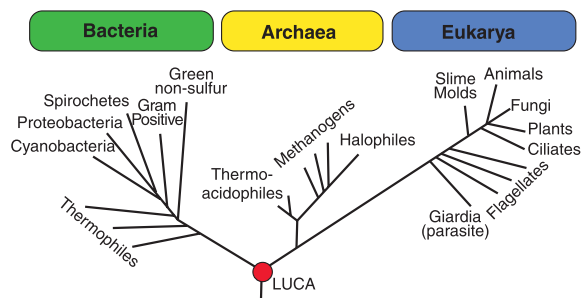 Bacteria
Archaea
Eukarya
Green
non-sulfur
Spirochetes
Gram
Positive
Proteobacteria
Cyanobacteria
Thermophiles
Methanogens
Halophiles
Thermo-
acidophiles
Slime
Molds
Animals
Fungi
Plants
Ciliates
Flagellates
Giardia
(parasite)
LUCA